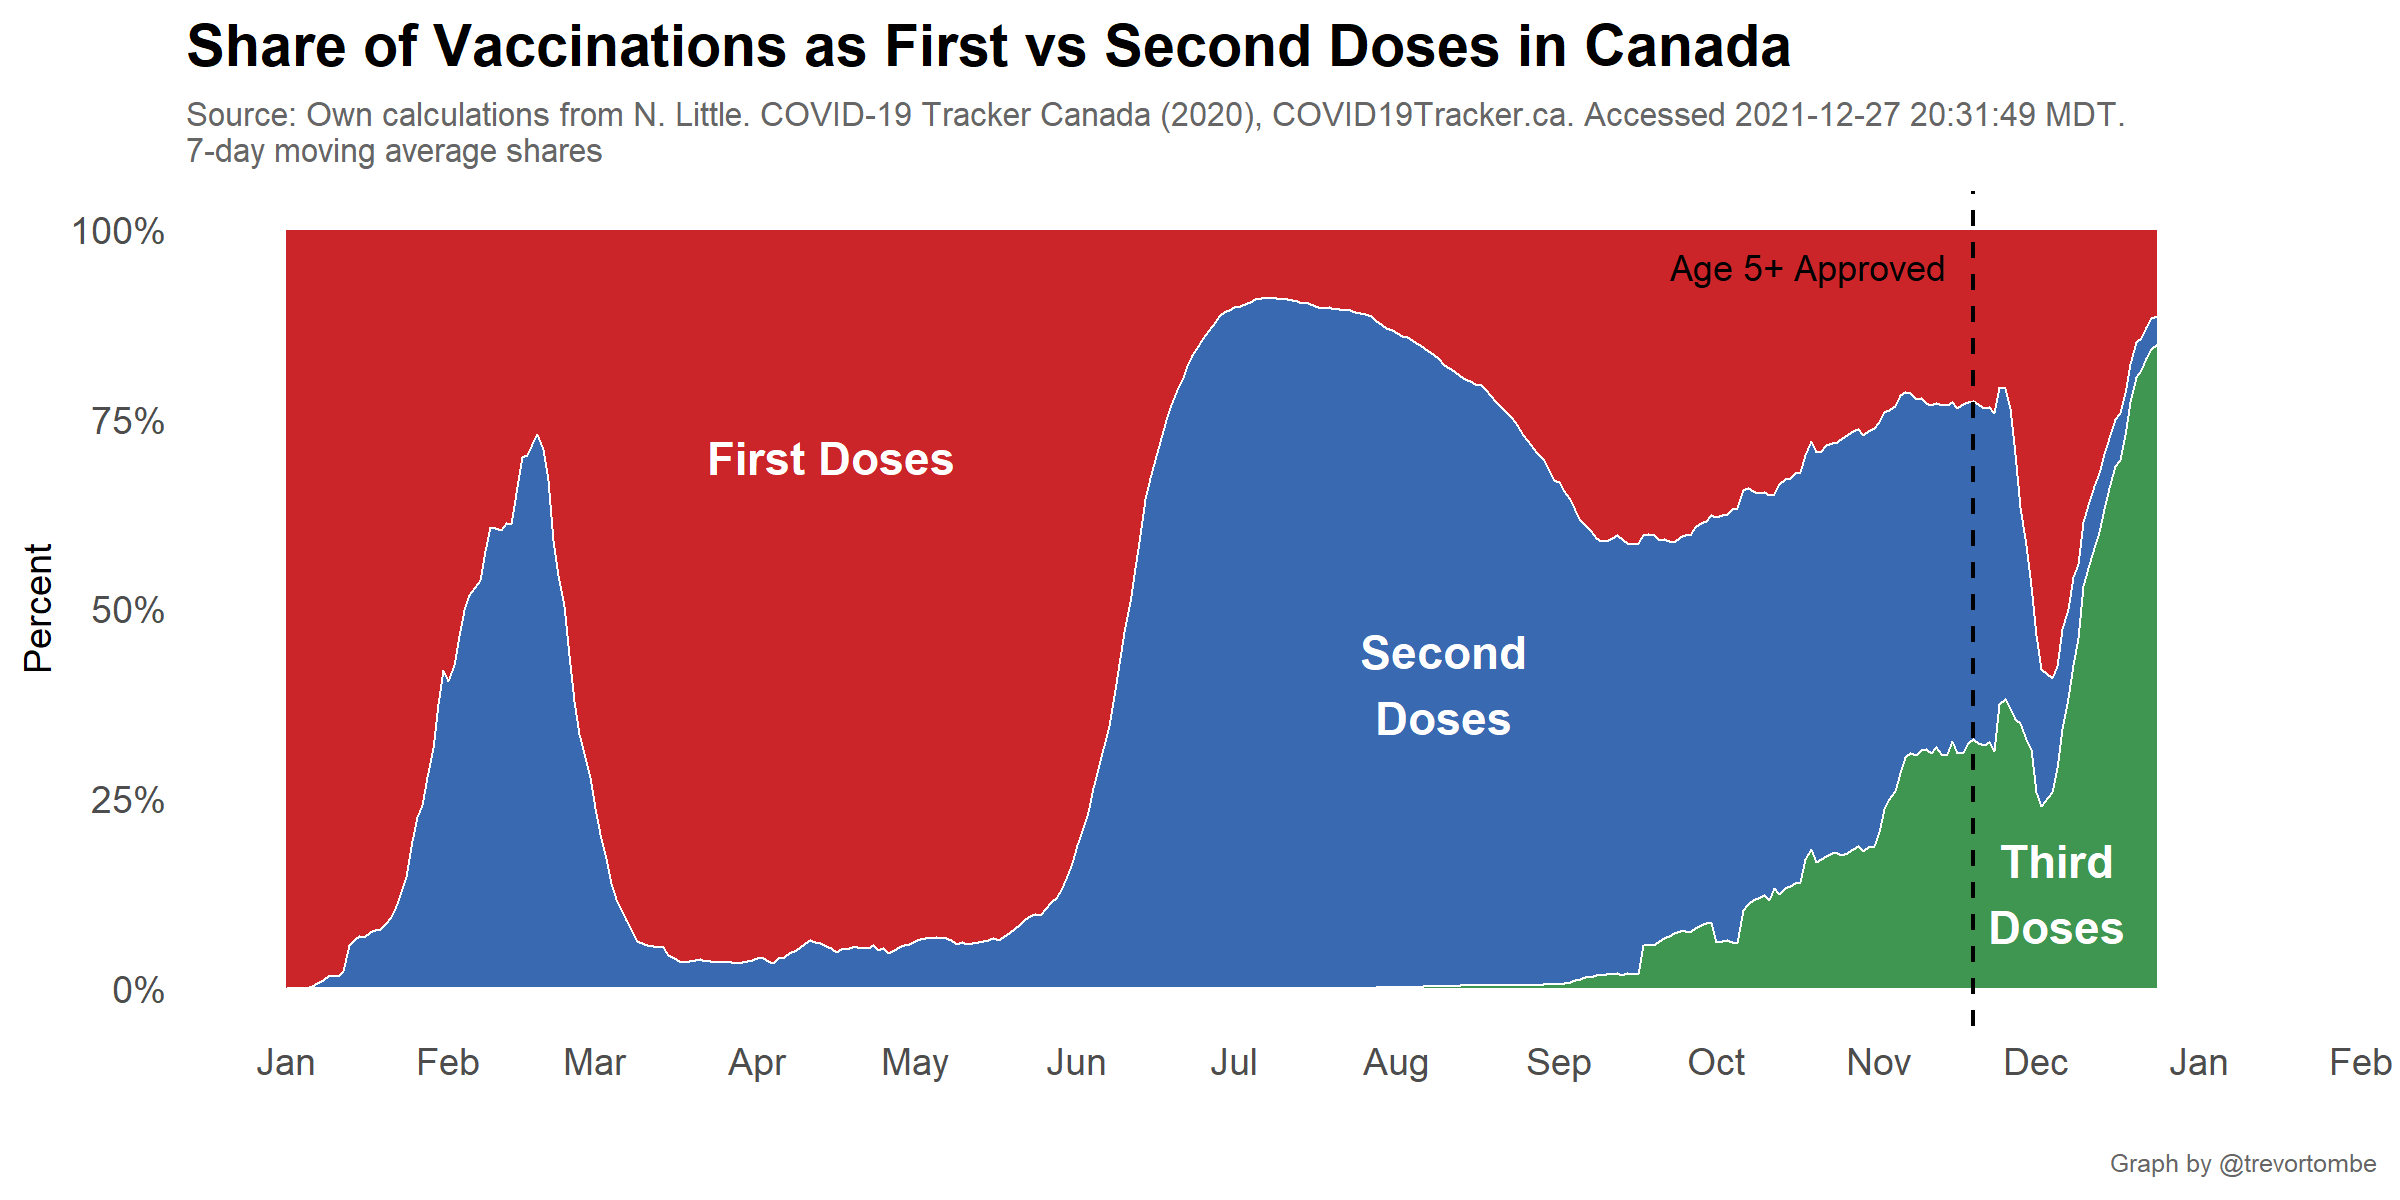 Share of Vaccinations as First vs Second Doses in Canada
Source: Own calculations from N. Little. COVID-19 Tracker Canada (2020), COVID19Tracker.ca. Accessed 2021-12-27 20:31:49 MDT.
7-day moving average shares
100%
75%
50%
25%
0%
Percent
Age 5+ Approved
First Doses
Second
Doses
Third
Doses
Jan Feb Mar Apr May Jun Jul Aug Sep Oct Nov Dec Jan Feb
Graph by @trevortombe